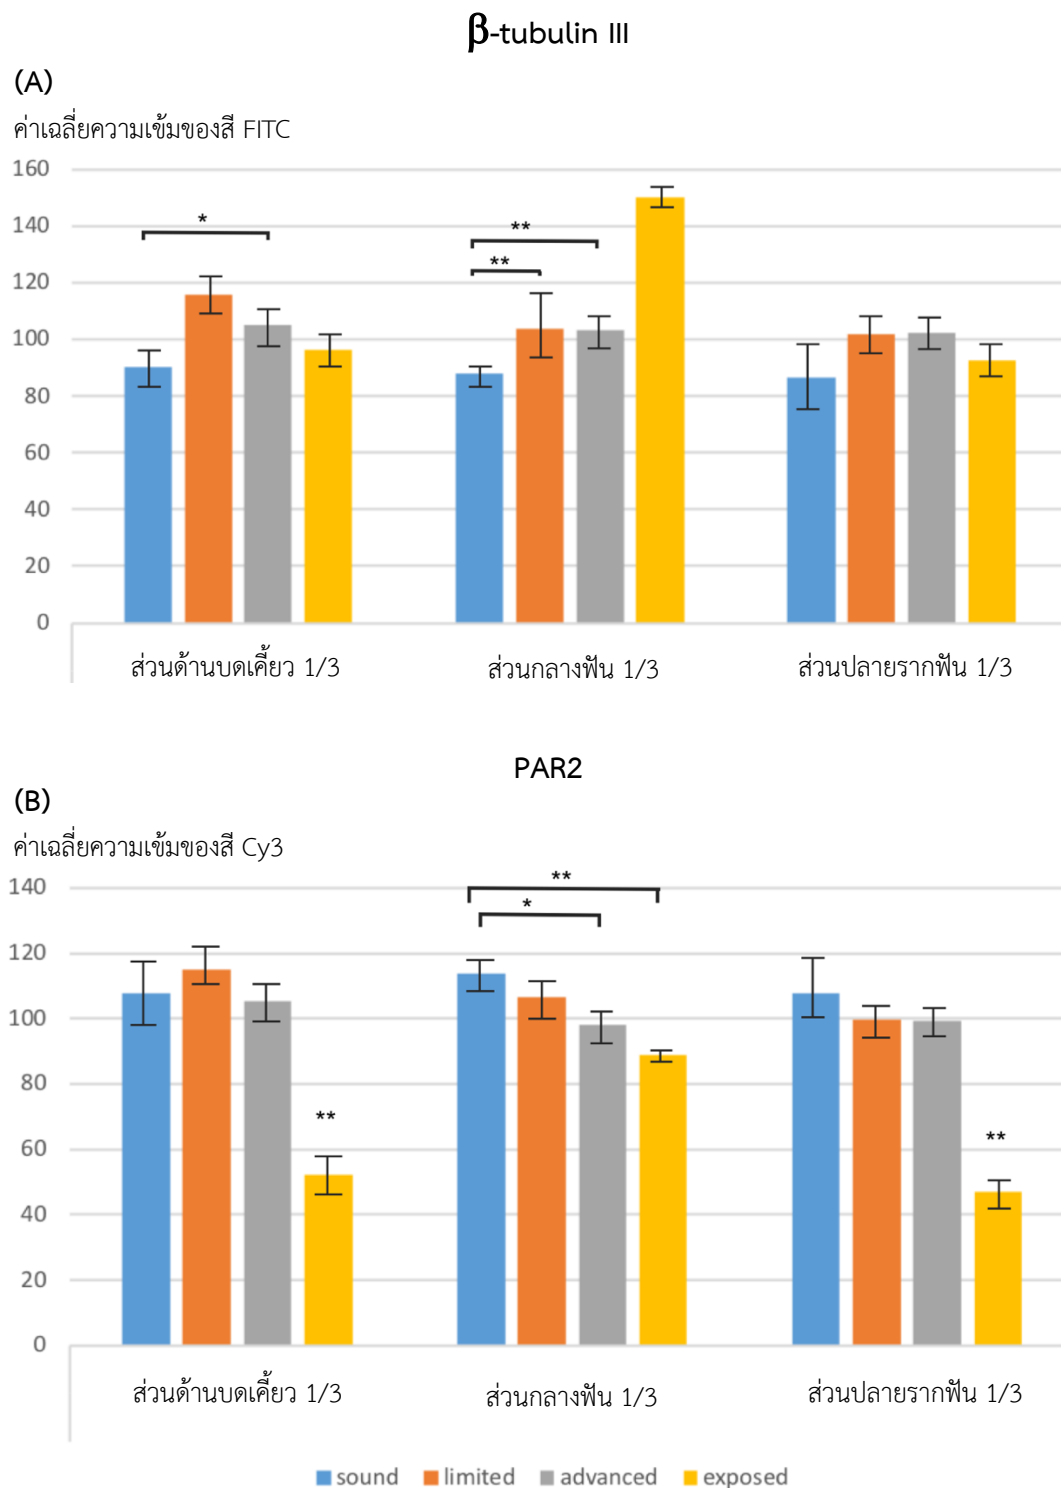 β-tubulin III
(A)
ค่าเฉลี่ยความเข้มของสี FITC
160
140
120
100
80
60
40
20
0
*
**
**
ส่วนด้านบดเคี้ยว 1/3 ส่วนกลางฟัน 1/3 ส่วนปลายรากฟัน 1/3
PAR2
(B)
ค่าเฉลี่ยความเข้มของสี Cy3
140
120
100
80
60
40
20
0
**
*
**
**
ส่วนด้านบดเคี้ยว 1/3 ส่วนกลางฟัน 1/3 ส่วนปลายรากฟัน 1/3
sound limited advanced exposed